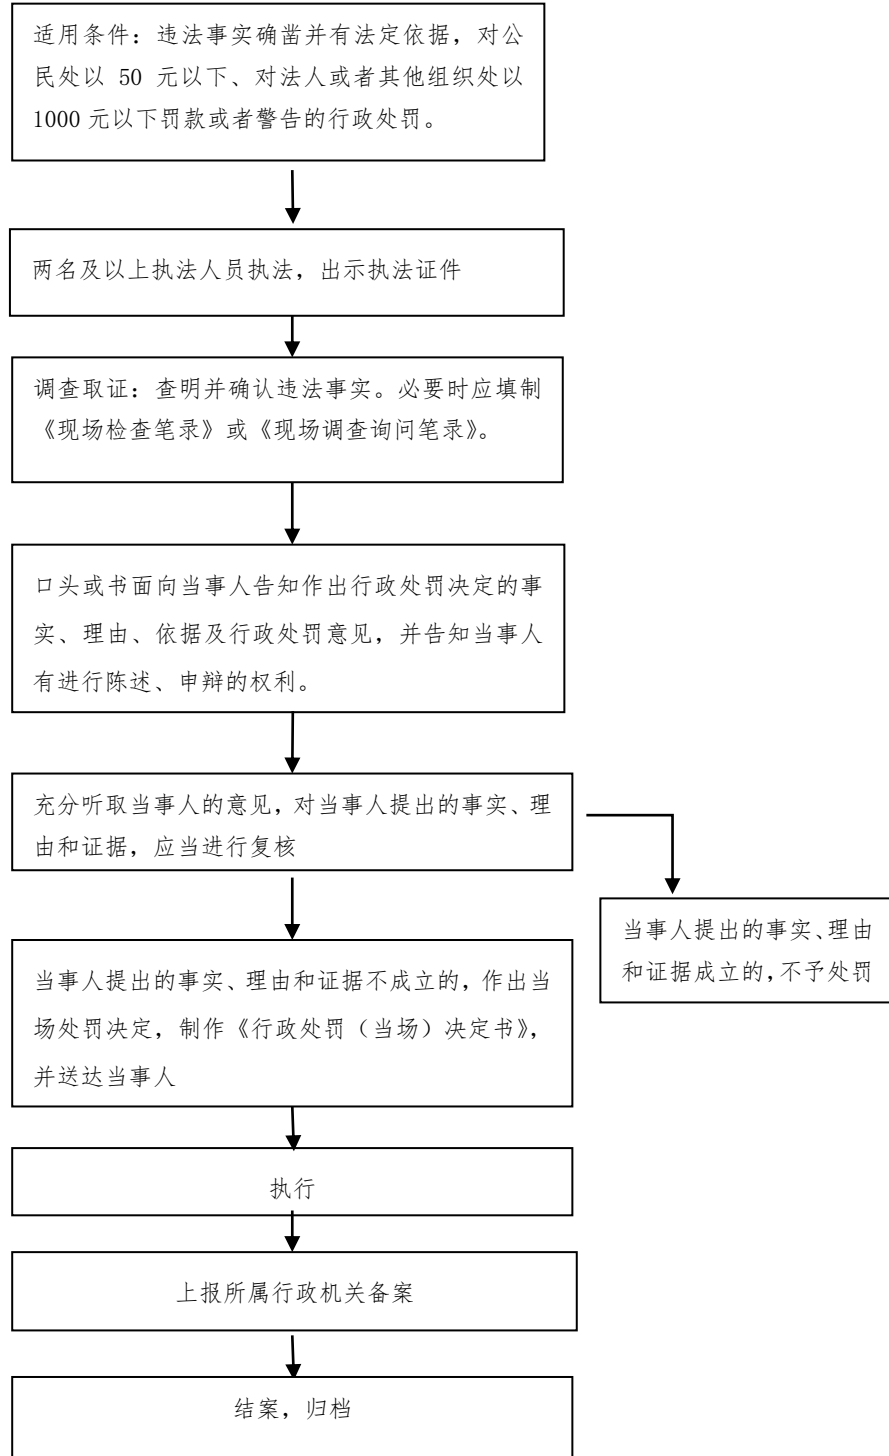 适用条件：违法事实确凿并有法定依据，对公
民处以 50 元以下、对法人或者其他组织处以
1000 元以下罚款或者警告的行政处罚。
两名及以上执法人员执法，出示执法证件
调查取证：查明并确认违法事实。必要时应填制
《现场检查笔录》或《现场调查询问笔录》。
口头或书面向当事人告知作出行政处罚决定的事
实、理由、依据及行政处罚意见，并告知当事人
有进行陈述、申辩的权利。
充分听取当事人的意见，对当事人提出的事实、理
由和证据，应当进行复核
当事人提出的事实、理由
和证据成立的，不予处罚
当事人提出的事实、理由和证据不成立的，作出当
场处罚决定，制作《行政处罚（当场）决定书》，
并送达当事人
执行
上报所属行政机关备案
结案，归档